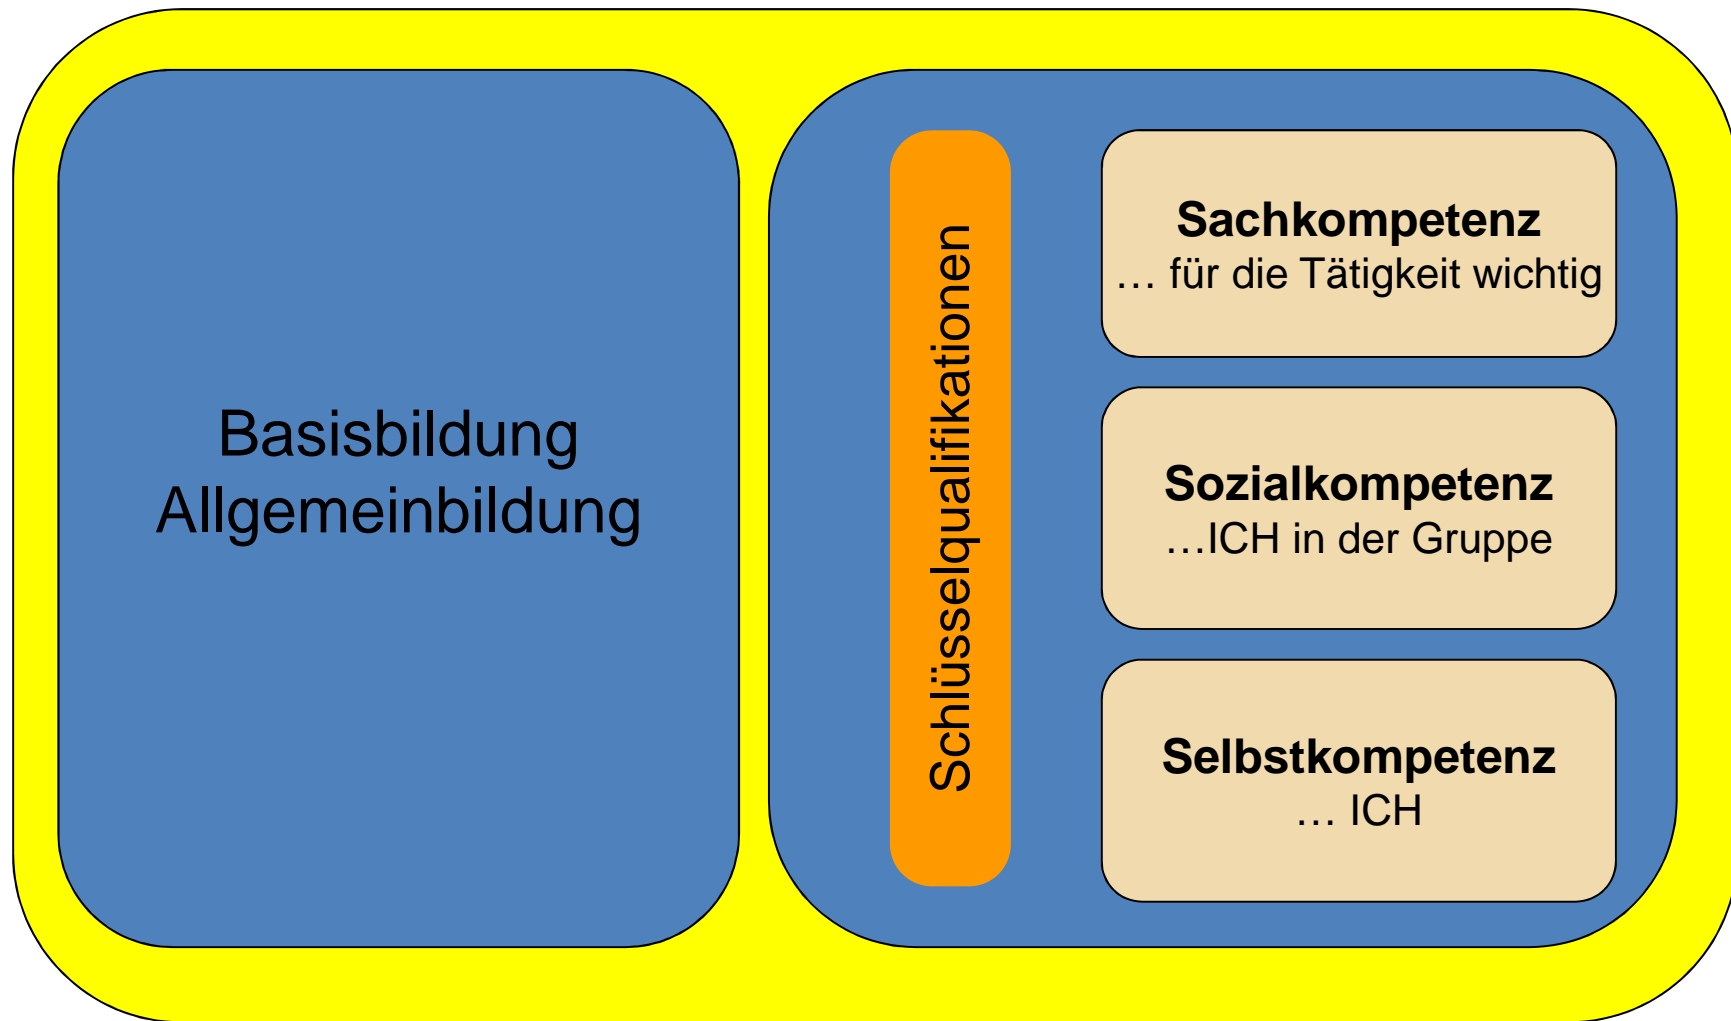 Basisbildung
Allgemeinbildung
Schlüsselqualifikationen
Sachkompetenz
… für die Tätigkeit wichtig
Sozialkompetenz
…ICH in der Gruppe
Selbstkompetenz
… ICH